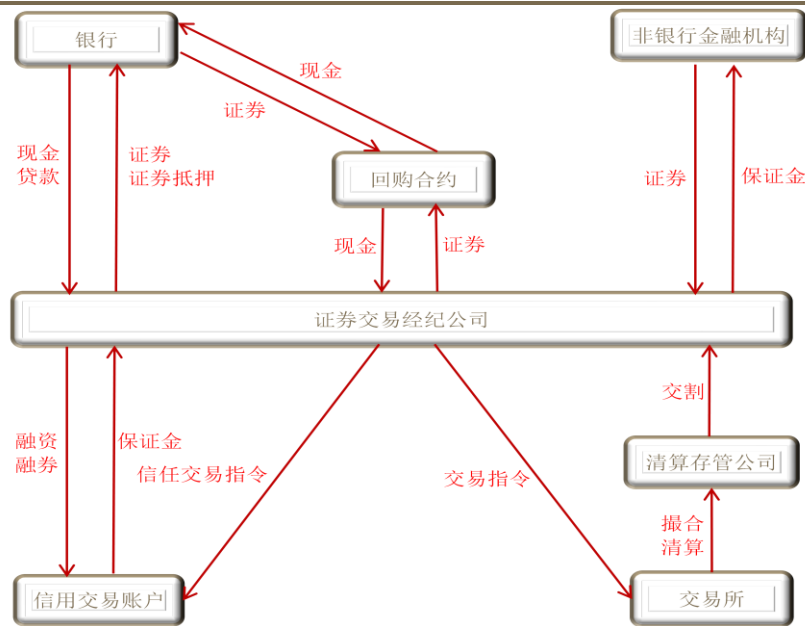 银行
非银行金融机构
现金
证券
现金
贷款
证券
证券抵押
回购合约
证券
保证金
现金
证券
证券交易经纪公司
融资
融券
保证金
信任交易指令
交易指令
交割
清算存管公司
撮合
清算
信用交易账户
交易所